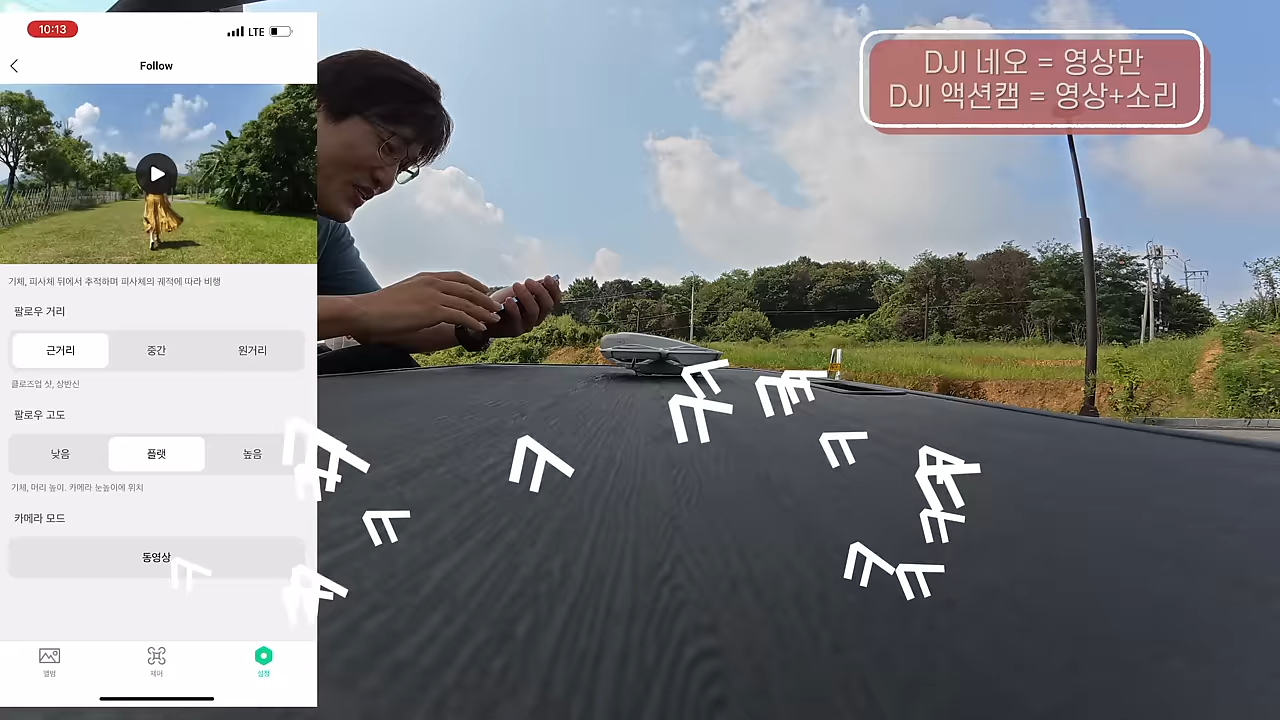 10:13
LTE
Follow
기체, 피사체 뒤에서 추적하며 피사체의 궤적에 따라 비행
팔로우 거리
근거리 중간 원거리
클로즈업 샷, 상반신
팔로우 고도
낮음 플랫 높음
기체, 머리 높이. 카메라 눈높이에 위치
카메라 모드
동영상
앨범 제어 설정
DJI 네오 = 영상만
DJI 액션캠 = 영상+소리
ㅋ ㅋ ㅋ ㅋ ㅋ ㅋ ㅋ ㅋ ㅋ ㅋ